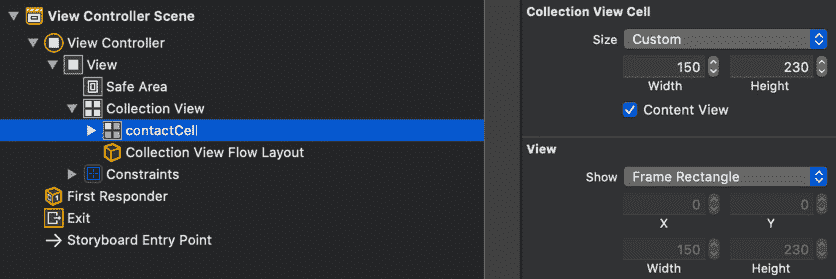 View Controller Scene
View Controller
View
Safe Area
Collection View
contactCell
Collection View Flow Layout
Constraints
First Responder
Exit
Storyboard Entry Point
Collection View Cell
Size Custom
150 230
Width Height
Content View
View
Show Frame Rectangle
0 0
X Y
150 230
Width Height